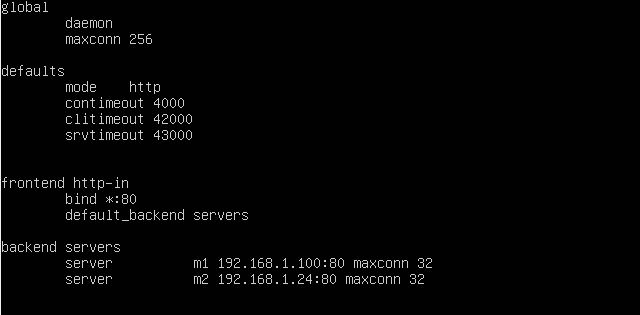 global
        daemon
        maxconn 256
defaults
        mode    http
        contimeout 4000
        clitimeout 42000
        srvtimeout 43000
frontend http-in
        bind *:80
        default_backend servers
backend servers
        server          m1 192.168.1.100:80 maxconn 32
        server          m2 192.168.1.24:80 maxconn 32